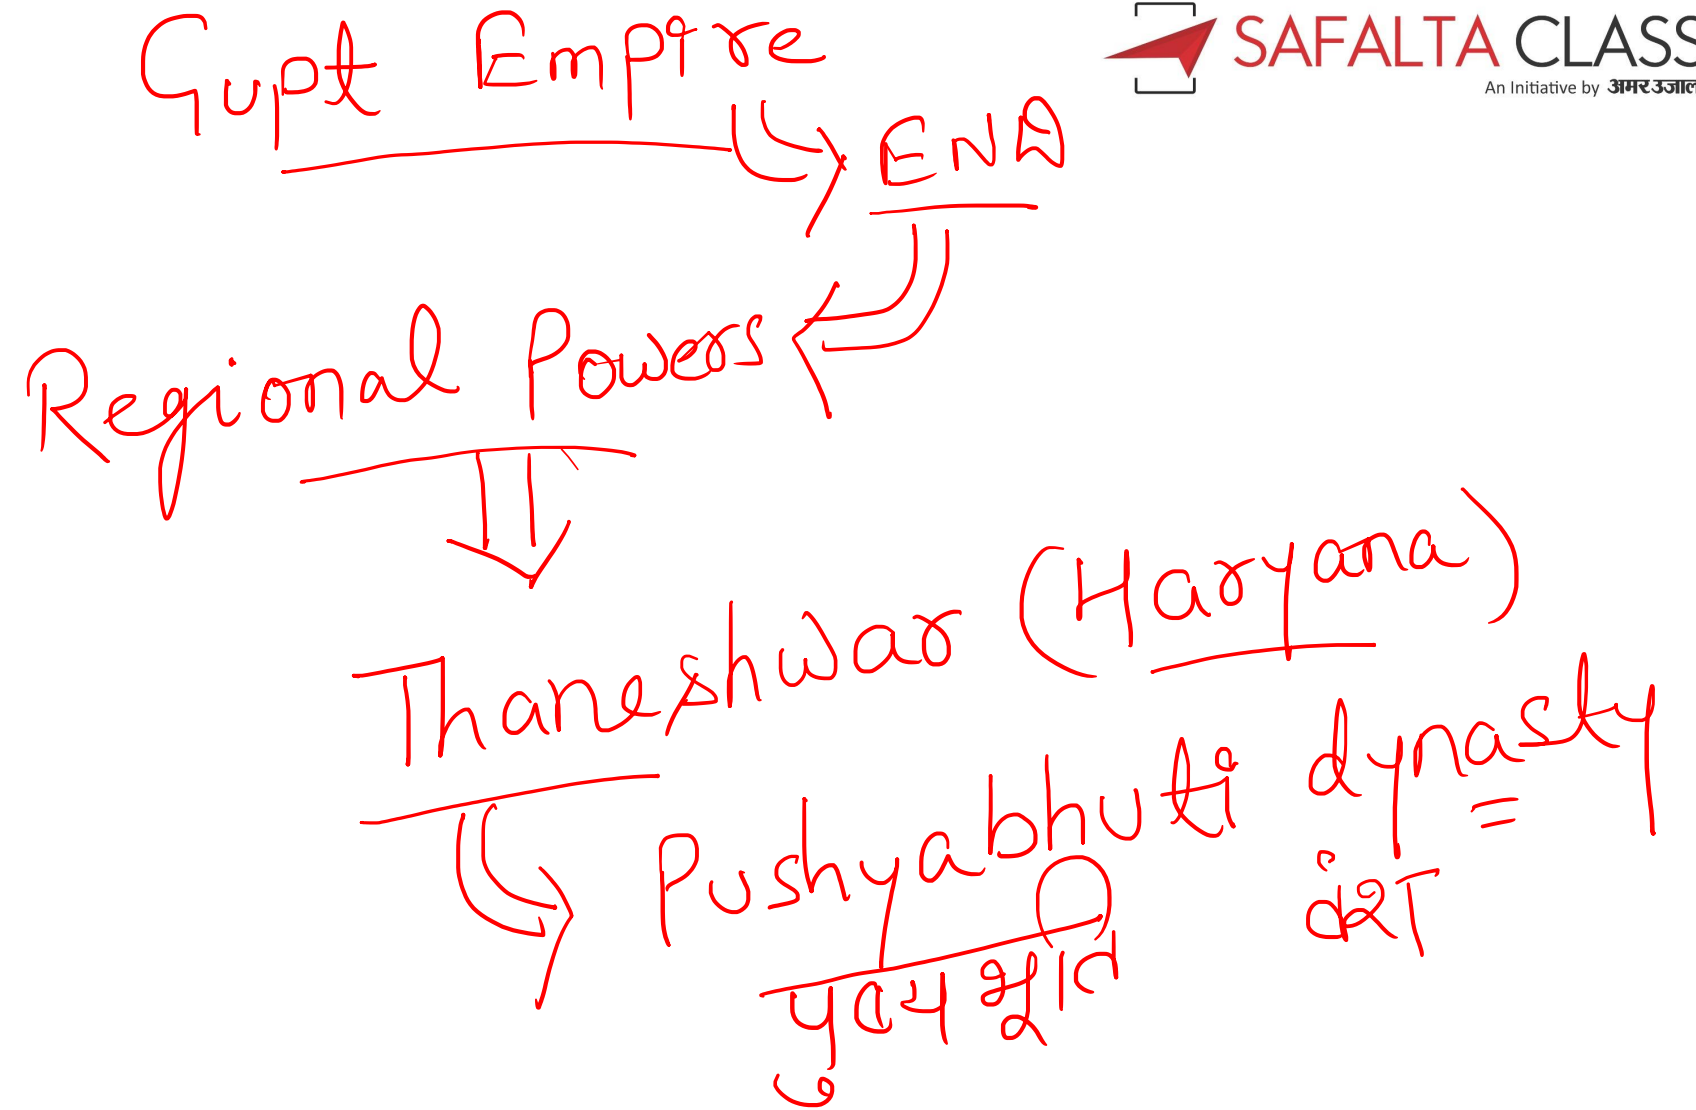 SAFALTA CLASS
An Initiative by अमर उजाल
Gupt Empire
END
Regional Powers
Thaneshwar (Haryana)
Pushyabhuti dynasty
पुष्यभूति वंश